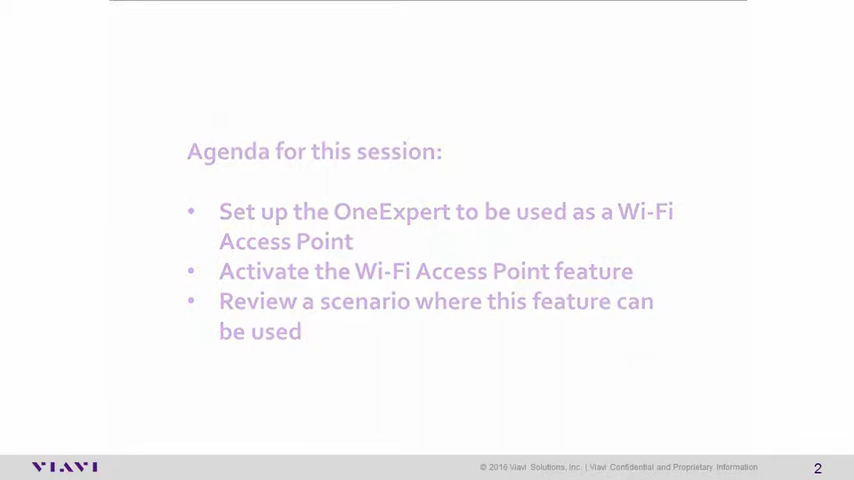 Agenda for this session:
• Set up the OneExpert to be used as a Wi-Fi
Access Point
• Activate the Wi-Fi Access Point feature
• Review a scenario where this feature can
be used
VIAVI
© 2016 Viavi Solutions, Inc. | Viavi Confidential and Proprietary Information
2